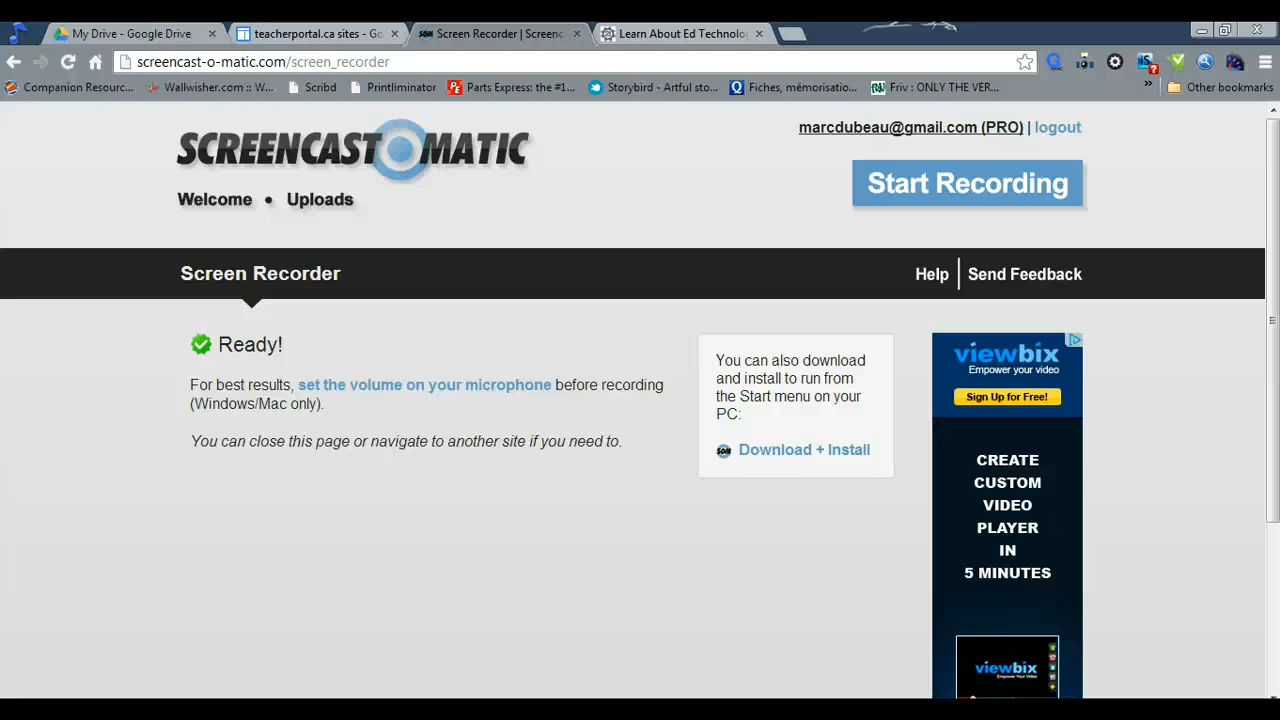 My Drive - Google Drive
teacherportal.ca sites - Go
Screen Recorder | Screenc
Learn About Ed Technolo
screencast-o-matic.com/screen_recorder
Companion Resourc...
Wallwisher.com :: W...
Scribd
Printliminator
Parts Express: the #1...
Storybird - Artful sto...
Fiches, mémorisatio...
Friv : ONLY THE VER...
» Other bookmarks
SCREENCAST-O-MATIC
marcdubeau@gmail.com (PRO) | logout
Start Recording
Welcome • Uploads
Screen Recorder
Help
Send Feedback
Ready!
For best results, set the volume on your microphone before recording
(Windows/Mac only).
You can close this page or navigate to another site if you need to.
You can also download
and install to run from
the Start menu on your
PC:
SOM Download + Install
viewbix
Empower your video
Sign Up for Free!
CREATE
CUSTOM
VIDEO
PLAYER
IN
5 MINUTES
viewbix
Empower Your Video